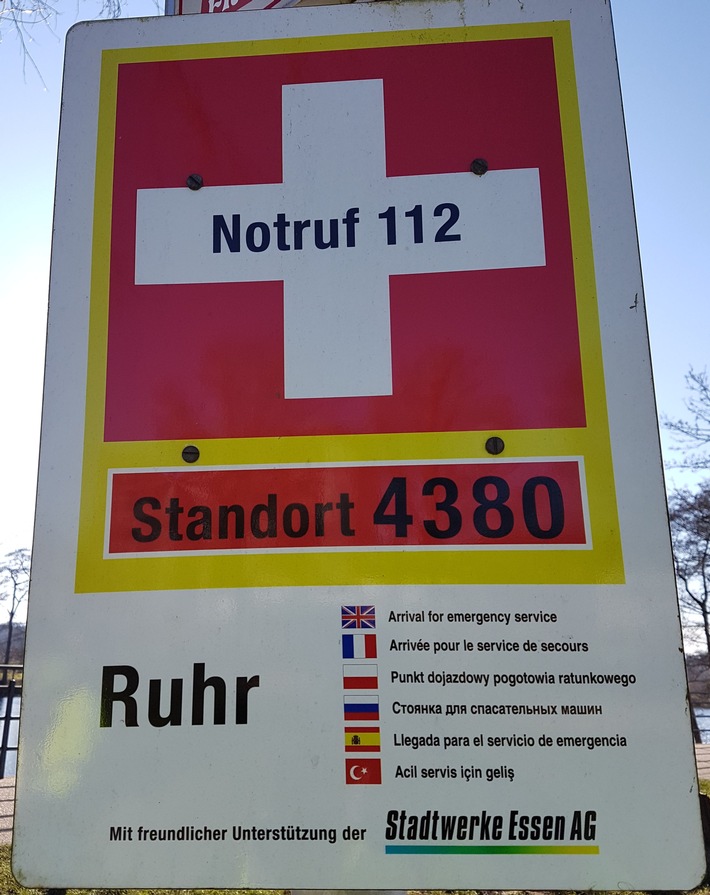 Notruf 112
Standort 4380
Ruhr
Arrival for emergency service
Arrivée pour le service de secours
Punkt dojazdowy pogotowia ratunkowego
Стоянка для спасательных машин
Llegada para el servicio de emergencia
Acil servis için geliş
Mit freundlicher Unterstützung der Stadtwerke Essen AG